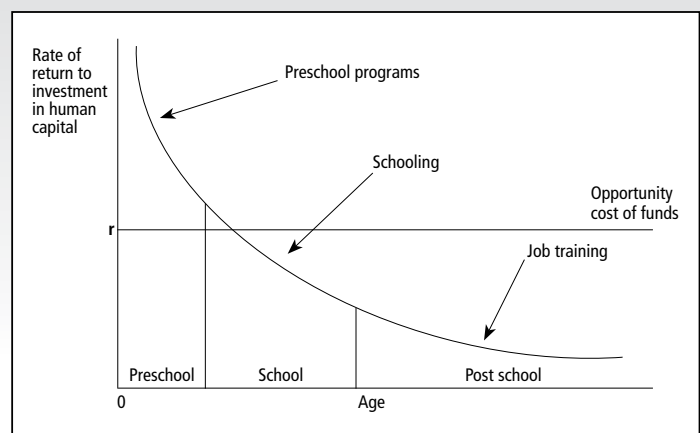 Rate of
return to
investment
in human
capital
Preschool programs
Schooling
Opportunity
cost of funds
r
Job training
Preschool
School
Post school
0
Age